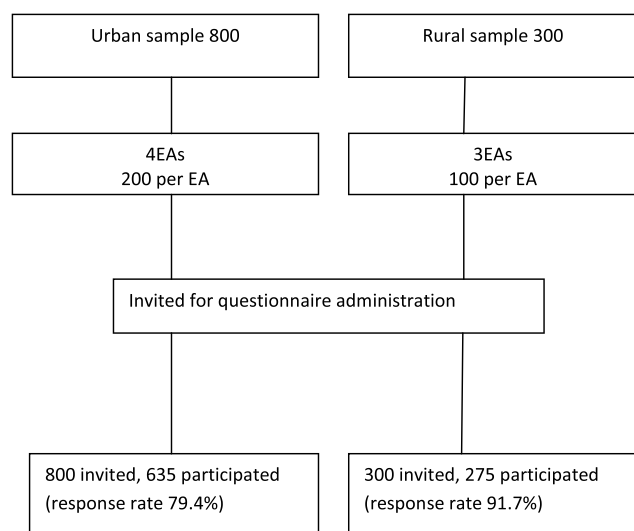 Urban sample 800
Rural sample 300
4EAs
200 per EA
3EAs
100 per EA
Invited for questionnaire administration
800 invited, 635 participated
(response rate 79.4%)
300 invited, 275 participated
(response rate 91.7%)